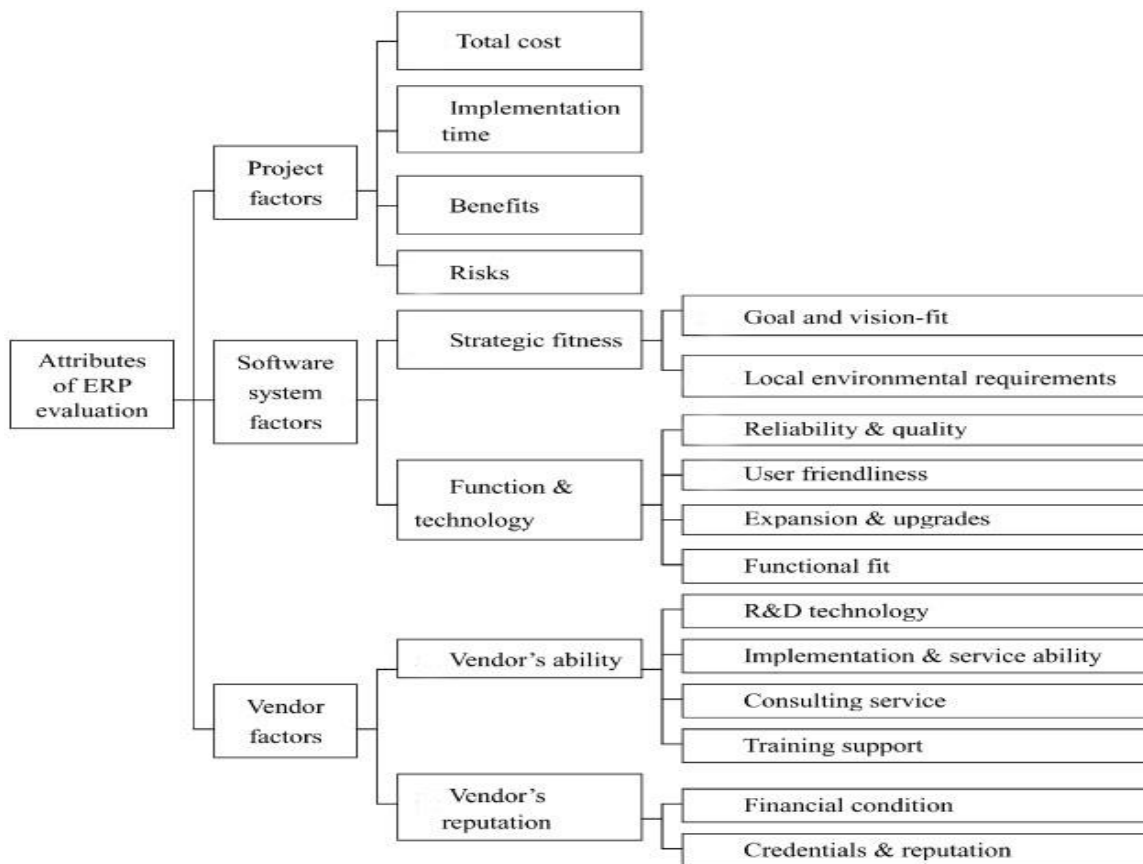 Total cost
Implementation
time
Project
factors
Benefits
Risks
Attributes
of ERP
evaluation
Software
system
factors
Strategic fitness
Goal and vision-fit
Local environmental requirements
Function &
technology
Reliability & quality
User friendliness
Expansion & upgrades
Functional fit
Vendor
factors
Vendor's ability
R&D technology
Implementation & service ability
Consulting service
Training support
Vendor's
reputation
Financial condition
Credentials & reputation